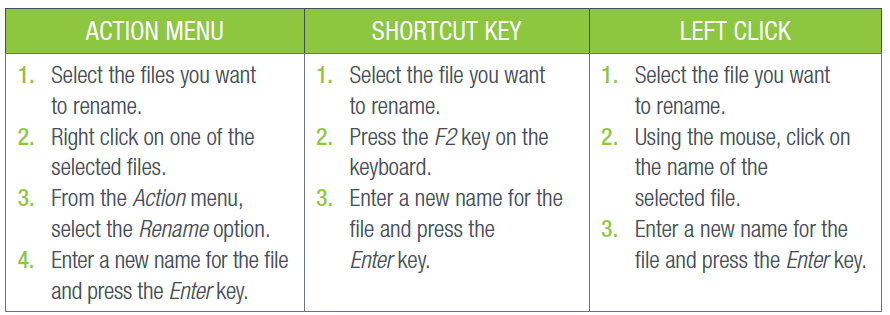 ACTION MENU
1. Select the files you want
to rename.
2. Right click on one of the
selected files.
3. From the Action menu,
select the Rename option.
4. Enter a new name for the file
and press the Enter key.
SHORTCUT KEY
1. Select the file you want
to rename.
2. Press the F2 key on the
keyboard.
3. Enter a new name for the
file and press the
Enter key.
LEFT CLICK
1. Select the file you want
to rename.
2. Using the mouse, click on
the name of the
selected file.
3. Enter a new name for the
file and press the Enter key.